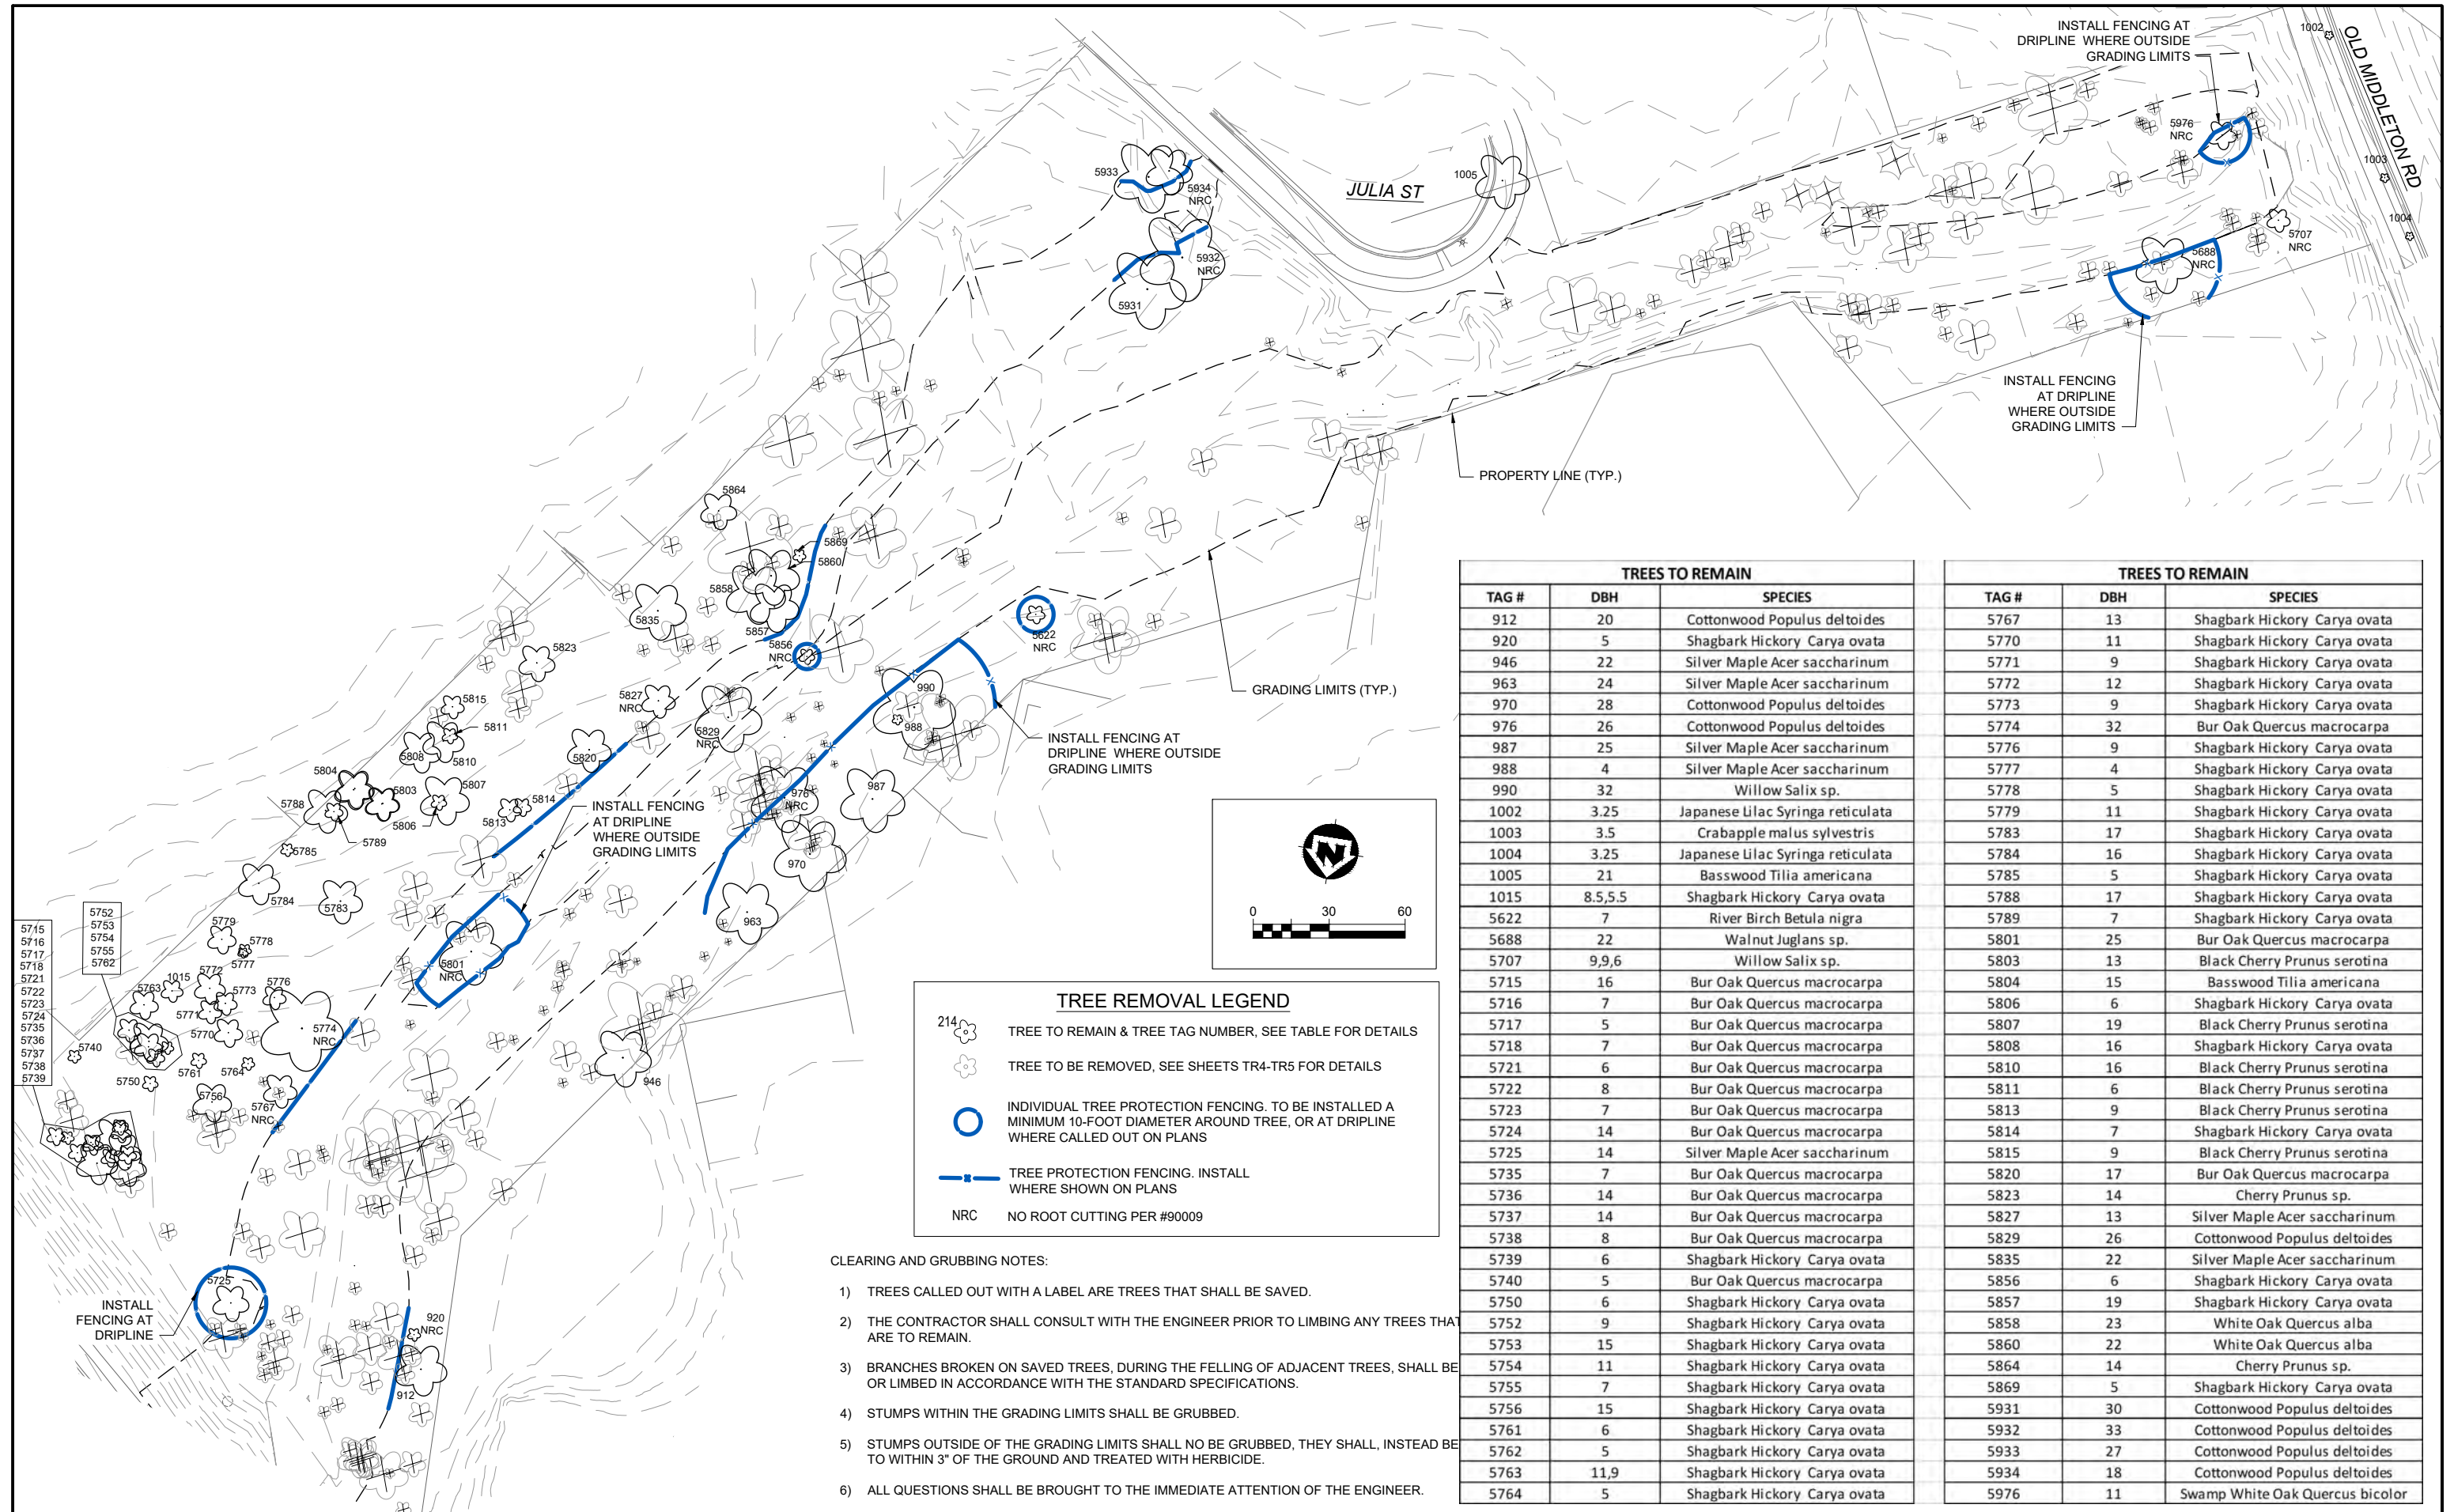 INSTALL FENCING AT
DRIPLINE WHERE OUTSIDE
GRADING LIMITS
1002
OLD MIDDLETON RD
1003
1004
5976
NRC
5707
NRC
5688
NRC
INSTALL FENCING
AT DRIPLINE
WHERE OUTSIDE
GRADING LIMITS
JULIA ST
1005
5933
5934
NRC
5932
NRC
5931
PROPERTY LINE (TYP.)
GRADING LIMITS (TYP.)
5864
5869
5860
5858
5857
5856
NRC
5835
5823
5622
NRC
5827
NRC
5829
NRC
990
988
INSTALL FENCING AT
DRIPLINE WHERE OUTSIDE
GRADING LIMITS
5815
5811
5808
5810
5820
5804
5803
5807
5788
5806
5789
5813
5814
INSTALL FENCING
AT DRIPLINE
WHERE OUTSIDE
GRADING LIMITS
976
NRC
987
970
963
5785
5784
5783
5801
NRC
5779
5778
5777
5772
1015
5763
5773
5776
5771
5770
5774
NRC
5740
5750
5761
5764
5756
5767
NRC
946
5752
5753
5754
5755
5762
5715
5716
5717
5718
5721
5722
5723
5724
5735
5736
5737
5738
5739
5725
INSTALL
FENCING AT
DRIPLINE
920
NRC
912
N
0 30 60
TREE REMOVAL LEGEND
214
TREE TO REMAIN & TREE TAG NUMBER, SEE TABLE FOR DETAILS
TREE TO BE REMOVED, SEE SHEETS TR4-TR5 FOR DETAILS
INDIVIDUAL TREE PROTECTION FENCING. TO BE INSTALLED A
MINIMUM 10-FOOT DIAMETER AROUND TREE, OR AT DRIPLINE
WHERE CALLED OUT ON PLANS
TREE PROTECTION FENCING. INSTALL
WHERE SHOWN ON PLANS
NRC NO ROOT CUTTING PER #90009
CLEARING AND GRUBBING NOTES:
1) TREES CALLED OUT WITH A LABEL ARE TREES THAT SHALL BE SAVED.
2) THE CONTRACTOR SHALL CONSULT WITH THE ENGINEER PRIOR TO LIMBING ANY TREES THAT
ARE TO REMAIN.
3) BRANCHES BROKEN ON SAVED TREES, DURING THE FELLING OF ADJACENT TREES, SHALL BE
OR LIMBED IN ACCORDANCE WITH THE STANDARD SPECIFICATIONS.
4) STUMPS WITHIN THE GRADING LIMITS SHALL BE GRUBBED.
5) STUMPS OUTSIDE OF THE GRADING LIMITS SHALL NO BE GRUBBED, THEY SHALL, INSTEAD BE
TO WITHIN 3" OF THE GROUND AND TREATED WITH HERBICIDE.
6) ALL QUESTIONS SHALL BE BROUGHT TO THE IMMEDIATE ATTENTION OF THE ENGINEER.
TREES TO REMAIN
TAG # DBH SPECIES
912 20 Cottonwood Populus deltoides
920 5 Shagbark Hickory Carya ovata
946 22 Silver Maple Acer saccharinum
963 24 Silver Maple Acer saccharinum
970 28 Cottonwood Populus deltoides
976 26 Cottonwood Populus deltoides
987 25 Silver Maple Acer saccharinum
988 4 Silver Maple Acer saccharinum
990 32 Willow Salix sp.
1002 3.25 Japanese Lilac Syringa reticulata
1003 3.5 Crabapple malus sylvestris
1004 3.25 Japanese Lilac Syringa reticulata
1005 21 Basswood Tilia americana
1015 8.5,5.5 Shagbark Hickory Carya ovata
5622 7 River Birch Betula nigra
5688 22 Walnut Juglans sp.
5707 9,9,6 Willow Salix sp.
5715 16 Bur Oak Quercus macrocarpa
5716 7 Bur Oak Quercus macrocarpa
5717 5 Bur Oak Quercus macrocarpa
5718 7 Bur Oak Quercus macrocarpa
5721 6 Bur Oak Quercus macrocarpa
5722 8 Bur Oak Quercus macrocarpa
5723 7 Bur Oak Quercus macrocarpa
5724 14 Bur Oak Quercus macrocarpa
5725 14 Silver Maple Acer saccharinum
5735 7 Bur Oak Quercus macrocarpa
5736 14 Bur Oak Quercus macrocarpa
5737 14 Bur Oak Quercus macrocarpa
5738 8 Bur Oak Quercus macrocarpa
5739 6 Shagbark Hickory Carya ovata
5740 5 Bur Oak Quercus macrocarpa
5750 6 Shagbark Hickory Carya ovata
5752 9 Shagbark Hickory Carya ovata
5753 15 Shagbark Hickory Carya ovata
5754 11 Shagbark Hickory Carya ovata
5755 7 Shagbark Hickory Carya ovata
5756 15 Shagbark Hickory Carya ovata
5761 6 Shagbark Hickory Carya ovata
5762 5 Shagbark Hickory Carya ovata
5763 11,9 Shagbark Hickory Carya ovata
5764 5 Shagbark Hickory Carya ovata
TREES TO REMAIN
TAG # DBH SPECIES
5767 13 Shagbark Hickory Carya ovata
5770 11 Shagbark Hickory Carya ovata
5771 9 Shagbark Hickory Carya ovata
5772 12 Shagbark Hickory Carya ovata
5773 9 Shagbark Hickory Carya ovata
5774 32 Bur Oak Quercus macrocarpa
5776 9 Shagbark Hickory Carya ovata
5777 4 Shagbark Hickory Carya ovata
5778 5 Shagbark Hickory Carya ovata
5779 11 Shagbark Hickory Carya ovata
5783 17 Shagbark Hickory Carya ovata
5784 16 Shagbark Hickory Carya ovata
5785 5 Shagbark Hickory Carya ovata
5788 17 Shagbark Hickory Carya ovata
5789 7 Shagbark Hickory Carya ovata
5801 25 Bur Oak Quercus macrocarpa
5803 13 Black Cherry Prunus serotina
5804 15 Basswood Tilia americana
5806 6 Shagbark Hickory Carya ovata
5807 19 Black Cherry Prunus serotina
5808 16 Shagbark Hickory Carya ovata
5810 16 Black Cherry Prunus serotina
5811 6 Black Cherry Prunus serotina
5813 9 Black Cherry Prunus serotina
5814 7 Shagbark Hickory Carya ovata
5815 9 Black Cherry Prunus serotina
5820 17 Bur Oak Quercus macrocarpa
5823 14 Cherry Prunus sp.
5827 13 Silver Maple Acer saccharinum
5829 26 Cottonwood Populus deltoides
5835 22 Silver Maple Acer saccharinum
5856 6 Shagbark Hickory Carya ovata
5857 19 Shagbark Hickory Carya ovata
5858 23 White Oak Quercus alba
5860 22 White Oak Quercus alba
5864 14 Cherry Prunus sp.
5869 5 Shagbark Hickory Carya ovata
5931 30 Cottonwood Populus deltoides
5932 33 Cottonwood Populus deltoides
5933 27 Cottonwood Populus deltoides
5934 18 Cottonwood Populus deltoides
5976 11 Swamp White Oak Quercus bicolor